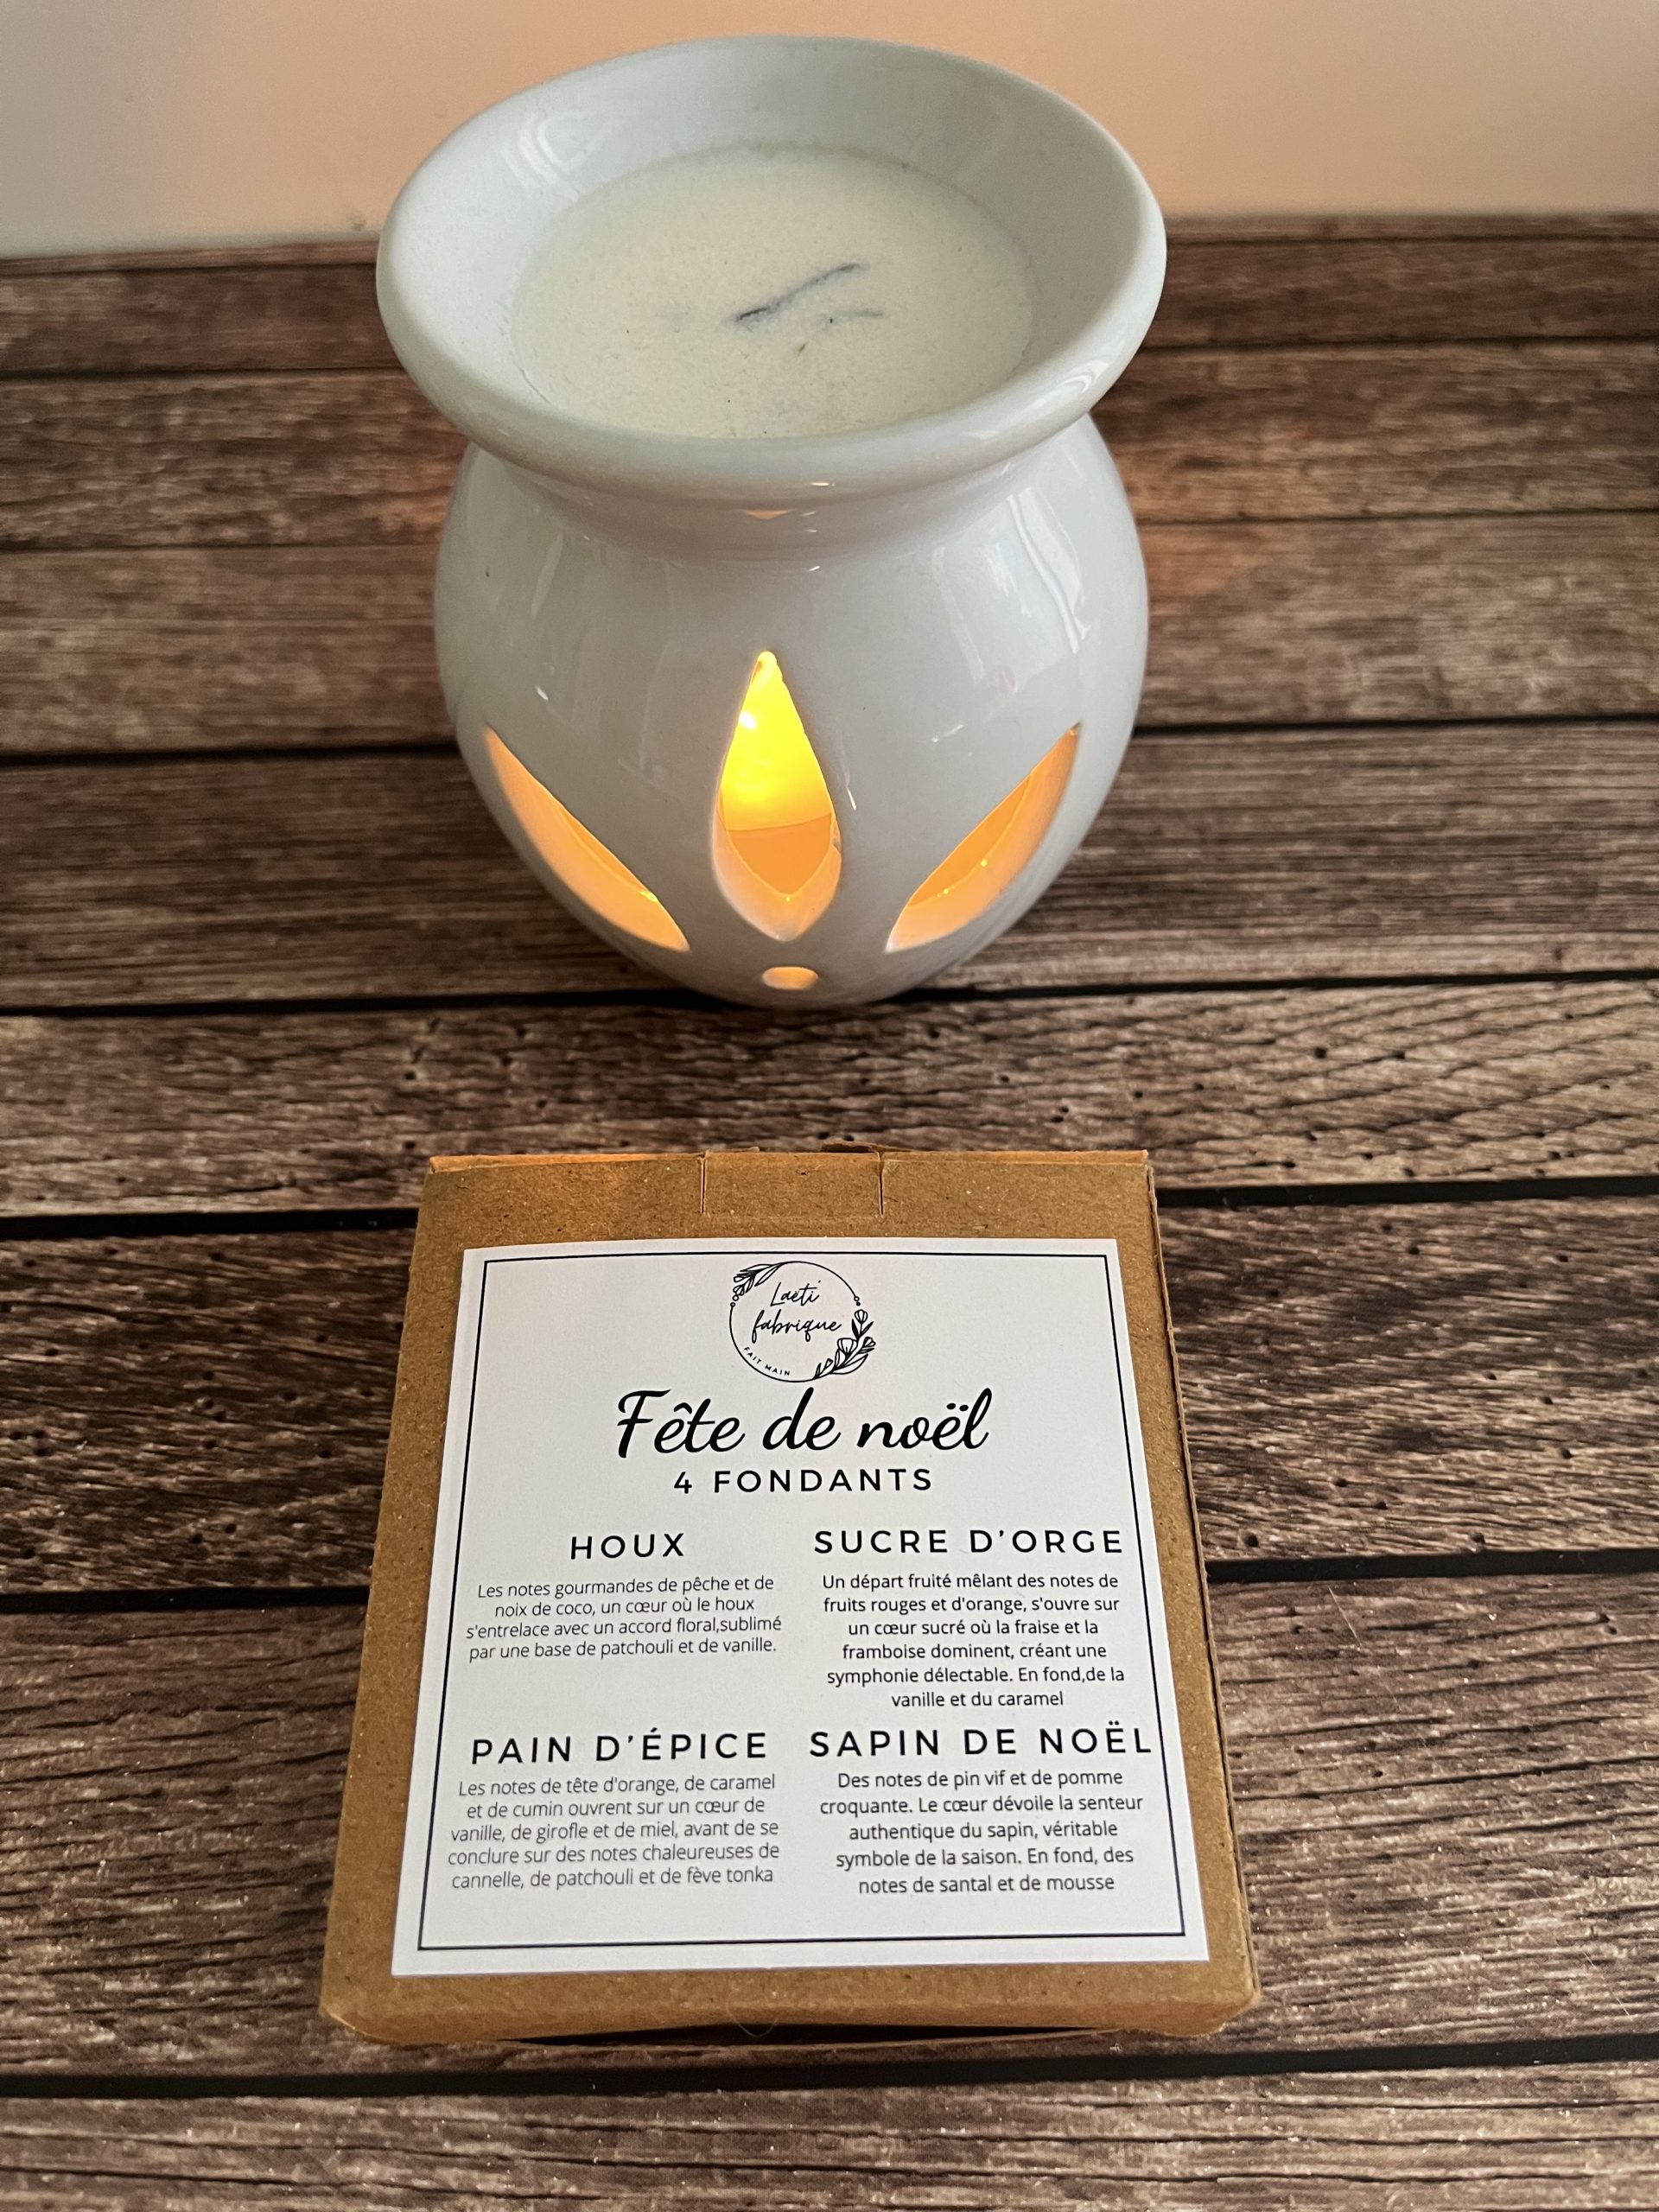 Laeti
fabrique
FAIT MAIN
Fête de noël
4 FONDANTS
HOUX
Les notes gourmandes de pêche et de
noix de coco, un cœur où le houx
s'entrelace avec un accord floral,sublimé
par une base de patchouli et de vanille.
SUCRE D'ORGE
Un départ fruité mêlant des notes de
fruits rouges et d'orange, s'ouvre sur
un cœur sucré où la fraise et la
framboise dominent, créant une
symphonie délectable. En fond,de la
vanille et du caramel
PAIN D'ÉPICE
Les notes de tête d'orange, de caramel
et de cumin ouvrent sur un cœur de
vanille, de girofle et de miel, avant de se
conclure sur des notes chaleureuses de
cannelle, de patchouli et de fève tonka
SAPIN DE NOËL
Des notes de pin vif et de pomme
croquante. Le cœur dévoile la senteur
authentique du sapin, véritable
symbole de la saison. En fond, des
notes de santal et de mousse